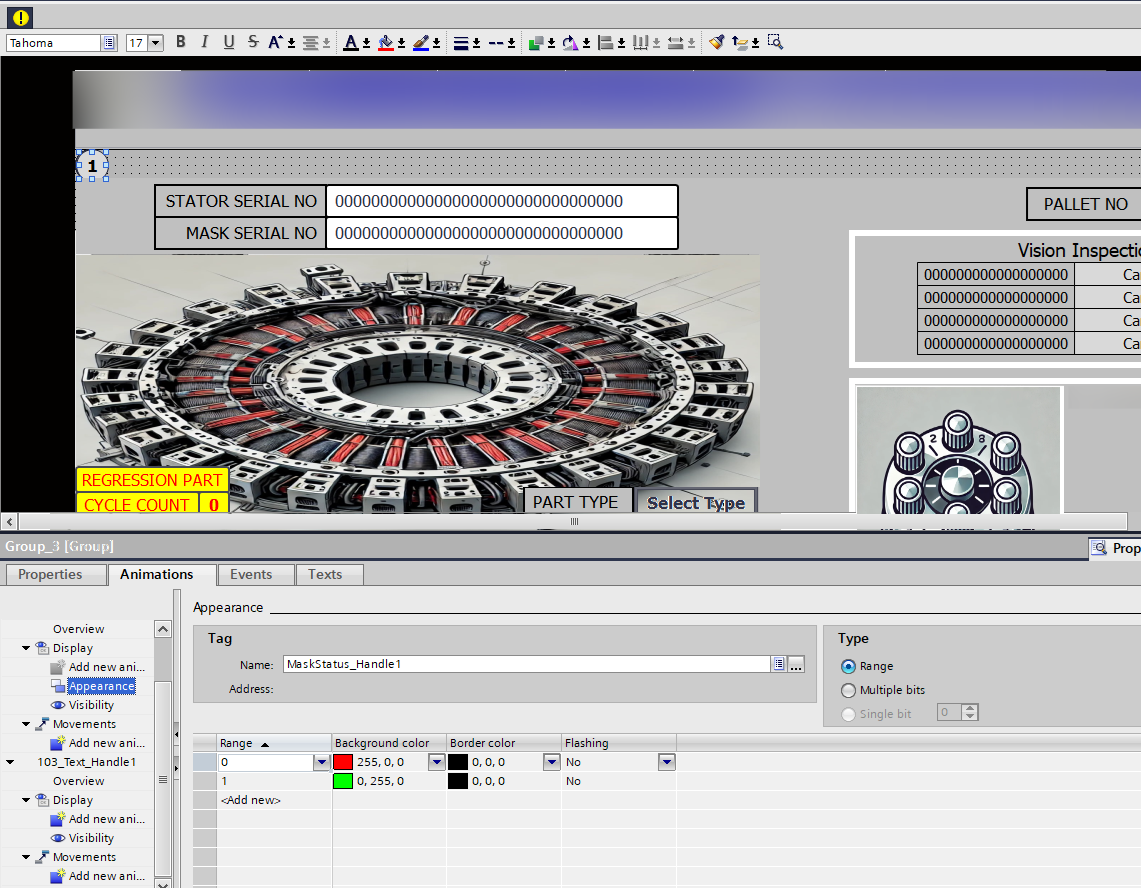 Tahoma
17
B I U S A A
1
STATOR SERIAL NO 00000000000000000000000000000000
MASK SERIAL NO 00000000000000000000000000000000
PALLET NO
Vision Inspectio
000000000000000000 Ca
000000000000000000 Ca
000000000000000000 Ca
000000000000000000 Ca
2 8
REGRESSION PART
CYCLE COUNT 0
PART TYPE Select Type
Group_3 [Group]
Prop
Properties Animations Events Texts
Overview
Display
Add new ani...
Appearance
Visibility
Movements
Add new ani...
103_Text_Handle1
Overview
Display
Add new ani...
Visibility
Movements
Add new ani...
Appearance
Tag
Name: MaskStatus_Handle1 ...
Address:
Type
Range
Multiple bits
Single bit 0
Range Background color Border color Flashing
0 255, 0, 0 0, 0, 0 No
1 0, 255, 0 0, 0, 0 No
<Add new>